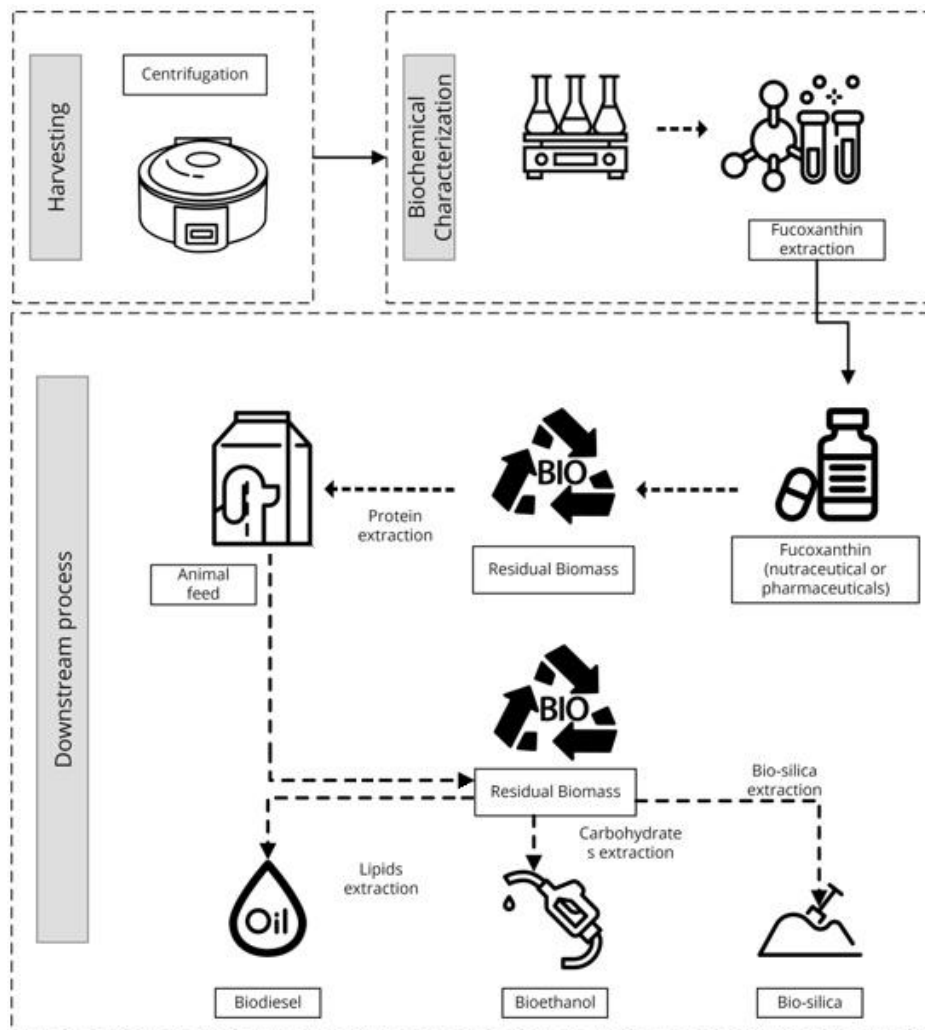 Harvesting
Centrifugation
Biochemical
Characterization
Fucoxanthin
extraction
Downstream process
Animal
feed
Protein
extraction
BIO
Residual Biomass
Fucoxanthin
(nutraceutical or
pharmaceuticals)
BIO
Residual Biomass
Bio-silica
extraction
Carbohydrate
s extraction
Lipids
extraction
Oil
Biodiesel
Bioethanol
Bio-silica